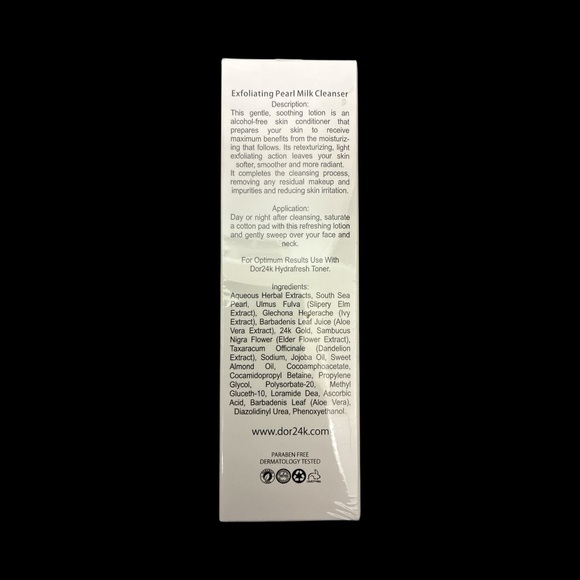 Exfoliating Pearl Milk Cleanser
Description:
This gentle, soothing lotion is an
alcohol-free skin conditioner that
prepares your skin to receive
maximum benefits from the moisturiz-
ing that follows. Its retexturizing, light
exfoliating action leaves your skin
softer, smoother and more radiant.
It completes the cleansing process,
removing any residual makeup and
impurities and reducing skin irritation.
Application:
Day or night after cleansing, saturate
a cotton pad with this refreshing lotion
and gently sweep over your face and
neck.
For Optimum Results Use With
Dor24k Hydrafresh Toner.
Ingredients:
Aqueous Herbal Extracts, South Sea
Pearl, Ulmus Fulva (Slipery Elm
Extract), Glechona Hederache (Ivy
Extract), Barbadenis Leaf Juice (Aloe
Vera Extract), 24k Gold, Sambucus
Nigra Flower (Elder Flower Extract),
Taxaracum Officinale (Dandelion
Extract), Sodium, Jojoba Oil, Sweet
Almond Oil, Cocoamphoacetate,
Cocamidopropyl Betaine, Propylene
Glycol, Polysorbate-20, Methyl
Gluceth-10, Loramide Dea, Ascorbic
Acid, Barbadenis Leaf (Aloe Vera),
Diazolidinyl Urea, Phenoxyethanol.
www.dor24k.com
PARABEN FREE
DERMATOLOGY TESTED